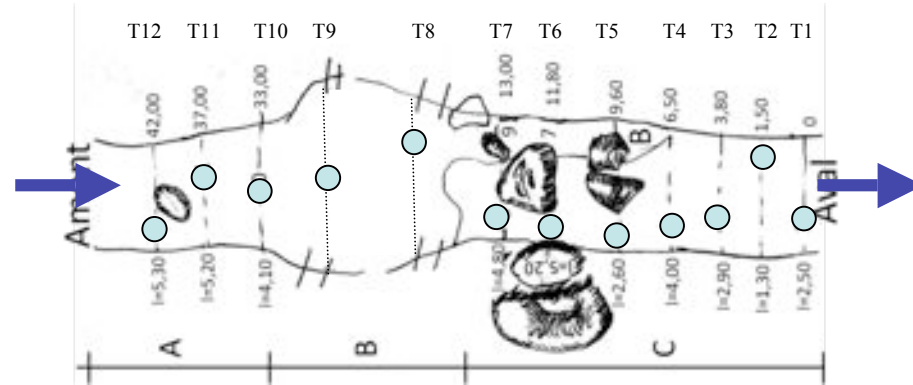 T12 T11 T10 T9 T8 T7 T6 T5 T4 T3 T2 T1
42,00 37,00 33,00 13,00 11,80 9,60 6,50 3,80 1,50 0
9 7 B
Amont Aval
l=5,30 l=5,20 l=4,10 l=4,80 l=5,20 l=2,60 l=4,00 l=2,90 l=1,30 l=2,50
A B C